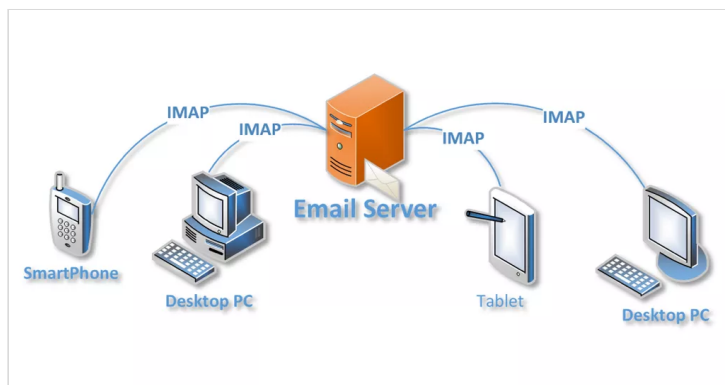 IMAP
IMAP
IMAP
IMAP
Email Server
SmartPhone
Desktop PC
Tablet
Desktop PC